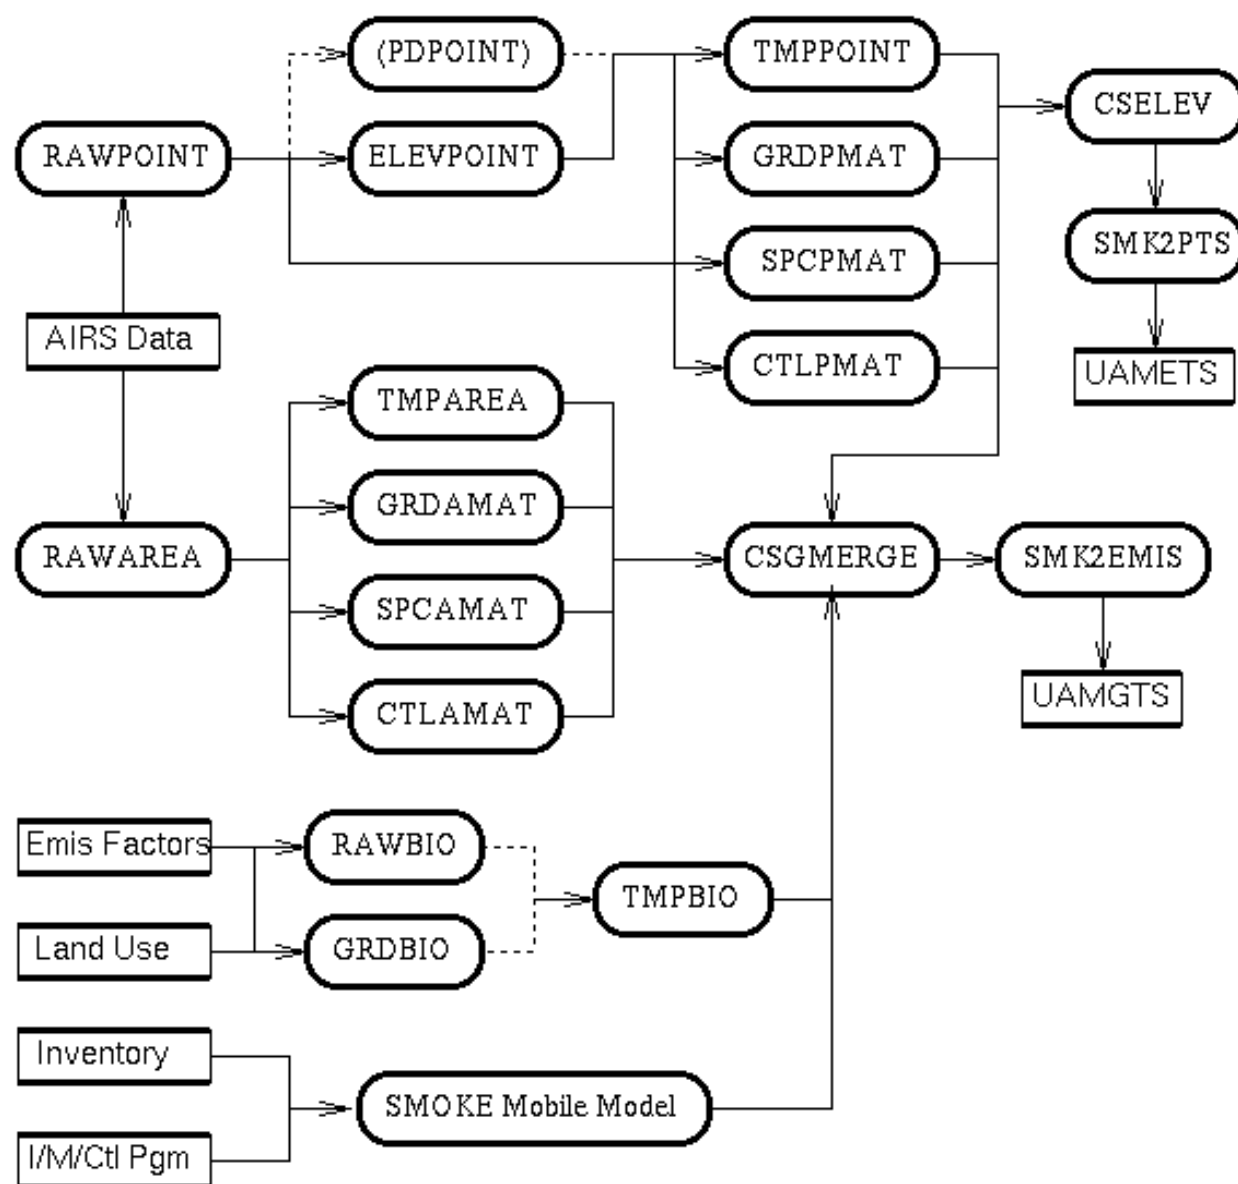 (PDPOINT)
TMPPOINT
CSELEV
RAWPOINT
ELEVPOINT
GRDPMAT
SMK2PTS
SPCPMAT
AIRS Data
CTLPMAT
UAMETS
TMPAREA
GRDAMAT
RAWAREA
CSGMERGE
SMK2EMIS
SPCAMAT
UAMGTS
CTLAMAT
Emis Factors
RAWBIO
TMPBIO
Land Use
GRDBIO
Inventory
SMOKE Mobile Model
I/M/Ctl Pgm